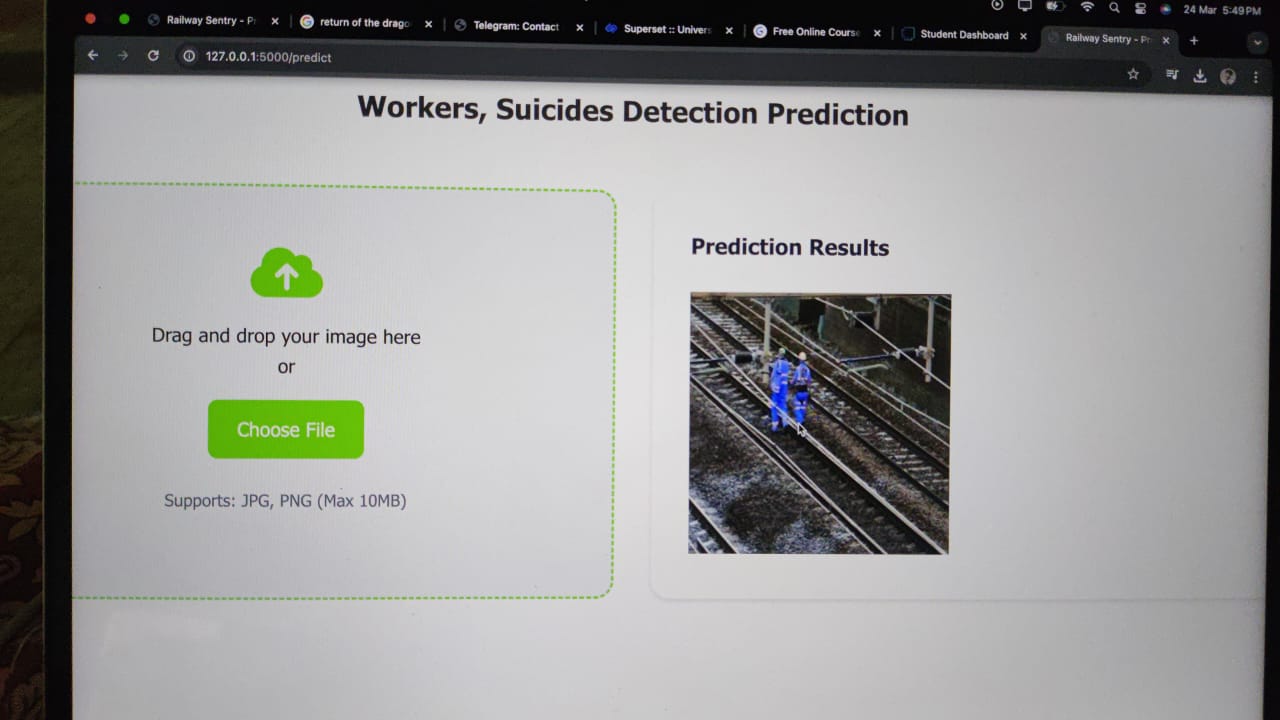 24 Mar 5:49 PM
Railway Sentry - Pr
return of the drago
Telegram: Contact
Superset :: Univers
Free Online Course
Student Dashboard
Railway Sentry - Pr
127.0.0.1:5000/predict
Workers, Suicides Detection Prediction
Drag and drop your image here
or
Choose File
Supports: JPG, PNG (Max 10MB)
Prediction Results